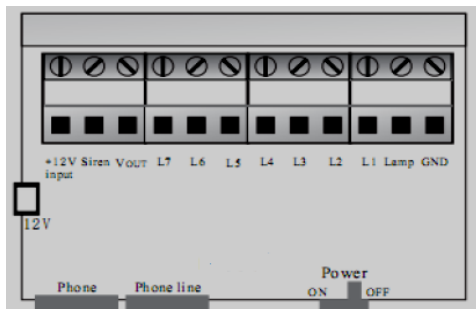 +12V Siren VOUT L7 L6 L5 L4 L3 L2 L1 Lamp GND
input
12V
Power
Phone Phone line ON OFF